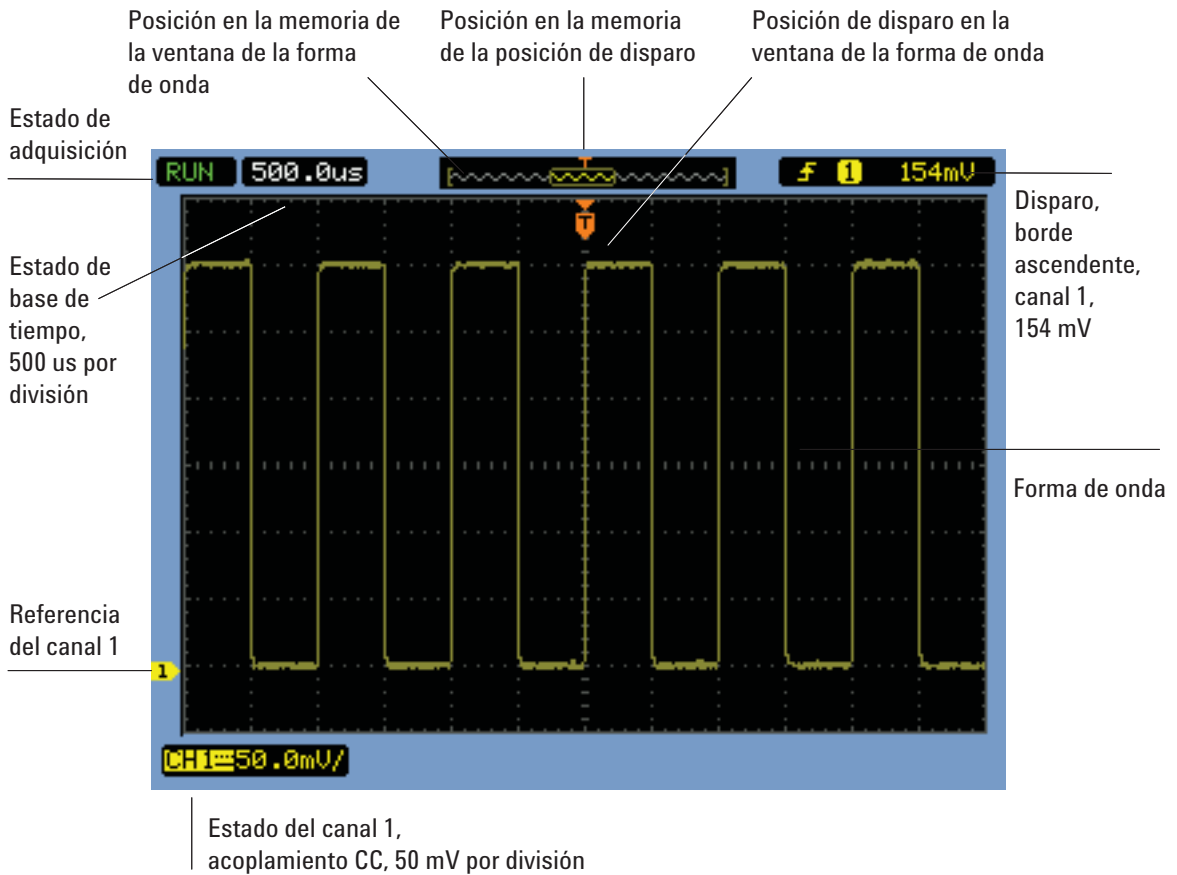 Posición en la memoria de
la ventana de la forma
de onda
Posición en la memoria
de la posición de disparo
Posición de disparo en la
ventana de la forma de onda
Estado de
adquisición
RUN
500.0us
T
1
154mV
Disparo,
borde
ascendente,
canal 1,
154 mV
T
Estado de
base de
tiempo,
500 us por
división
Forma de onda
Referencia
del canal 1
1
CH1 50.0mV/
Estado del canal 1,
acoplamiento CC, 50 mV por división